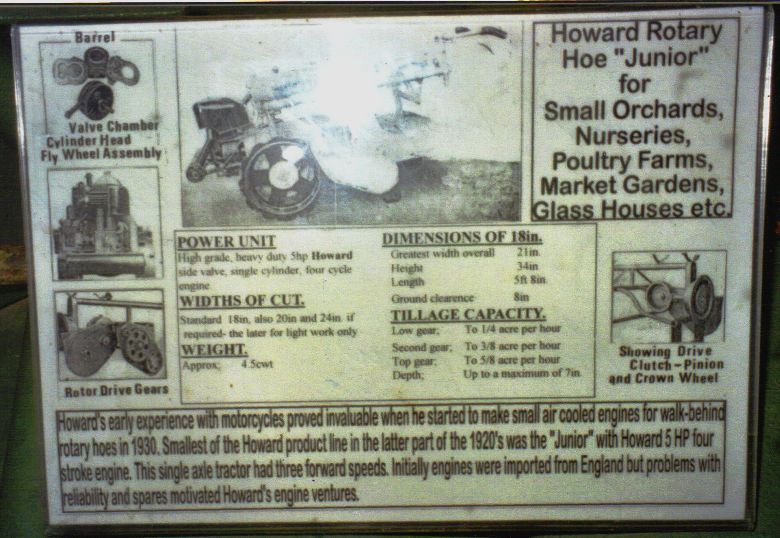 Barrel
Valve Chamber
Cylinder Head
Fly Wheel Assembly
Rotor Drive Gears
Howard Rotary
Hoe "Junior"
for
Small Orchards,
Nurseries,
Poultry Farms,
Market Gardens,
Glass Houses etc.
POWER UNIT
High grade, heavy duty 5hp Howard
side valve, single cylinder, four cycle
engine
WIDTHS OF CUT.
Standard 18in, also 20in and 24in. if
required- the later for light work only
WEIGHT.
Approx; 4.5cwt
DIMENSIONS OF 18in.
Greatest width overall 21in.
Height 34in
Length 5ft 8in.
Ground clearence 8in
TILLAGE CAPACITY.
Low gear; To 1/4 acre per hour
Second gear; To 3/8 acre per hour
Top gear; To 5/8 acre per hour
Depth; Up to a maximum of 7in.
Showing Drive
Clutch-Pinion
and Crown Wheel
Howard's early experience with motorcycles proved invaluable when he started to make small air cooled engines for walk-behind
rotary hoes in 1930. Smallest of the Howard product line in the latter part of the 1920's was the "Junior" with Howard 5 HP four
stroke engine. This single axle tractor had three forward speeds. Initially engines were imported from England but problems with
reliability and spares motivated Howard's engine ventures.